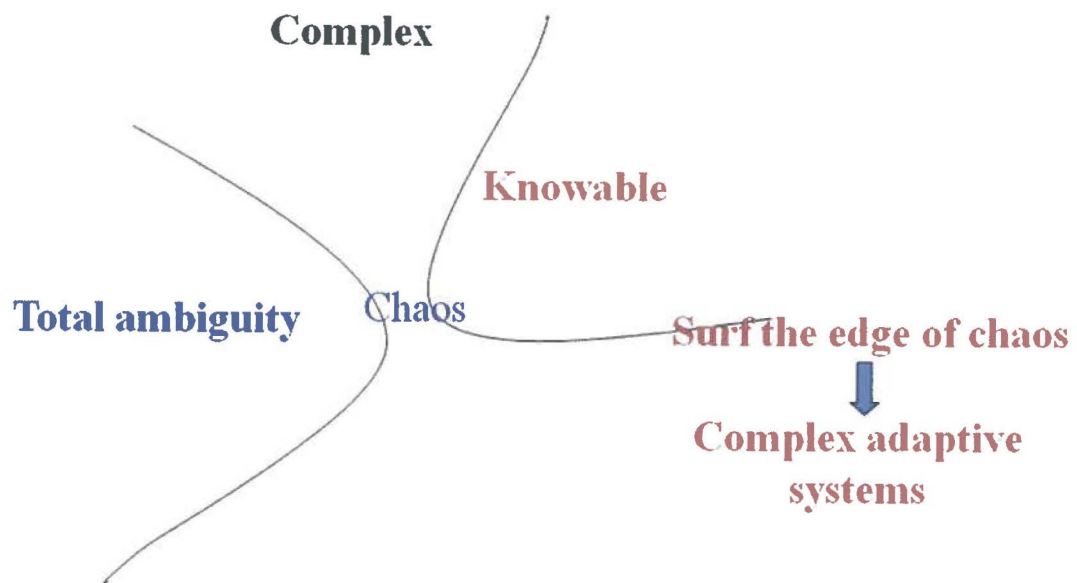 Complex
Knowable
Total ambiguity
Chaos
Surf the edge of chaos
Complex adaptive
systems